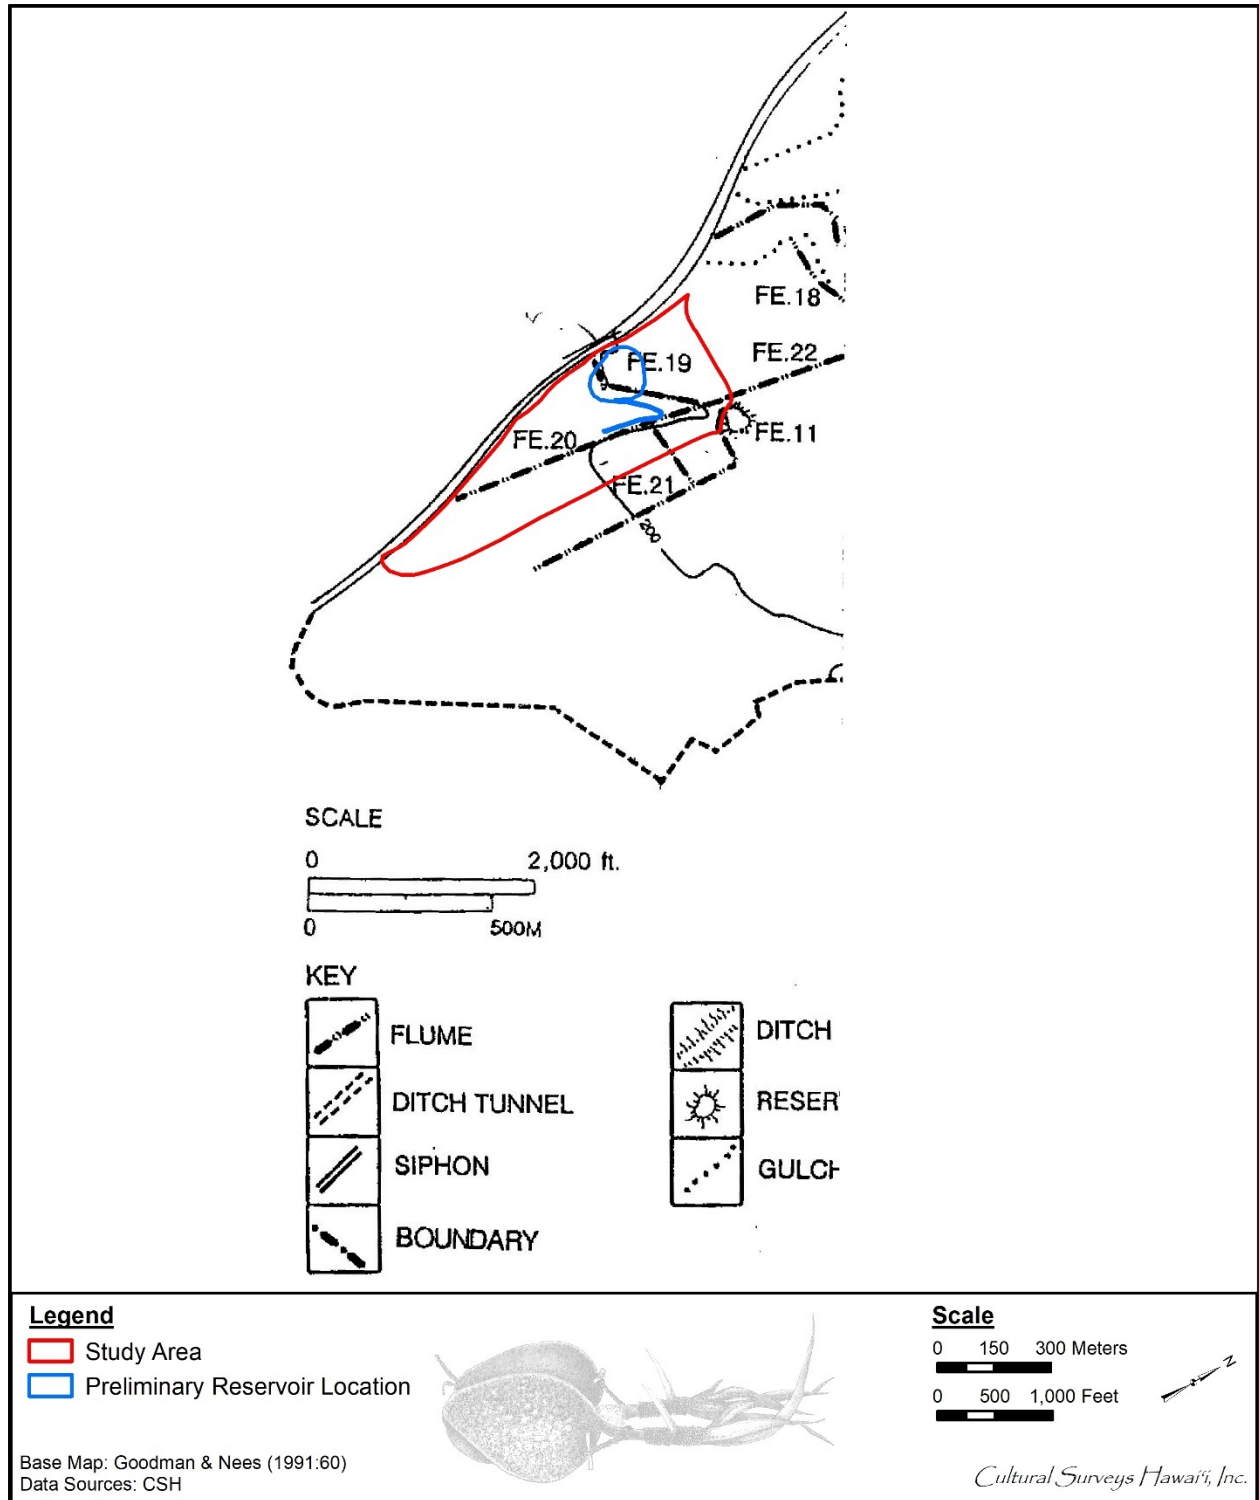 FE.18
FE.22
FE.19
FE.11
FE.20
FE.21
200
SCALE
0 2,000 ft.
0 500M
KEY
FLUME
DITCH TUNNEL
SIPHON
BOUNDARY
DITCH
RESER
GULCH
Legend
Study Area
Preliminary Reservoir Location
Base Map: Goodman & Nees (1991:60)
Data Sources: CSH
Scale
0 150 300 Meters
0 500 1,000 Feet
N
Cultural Surveys Hawai‘i, Inc.